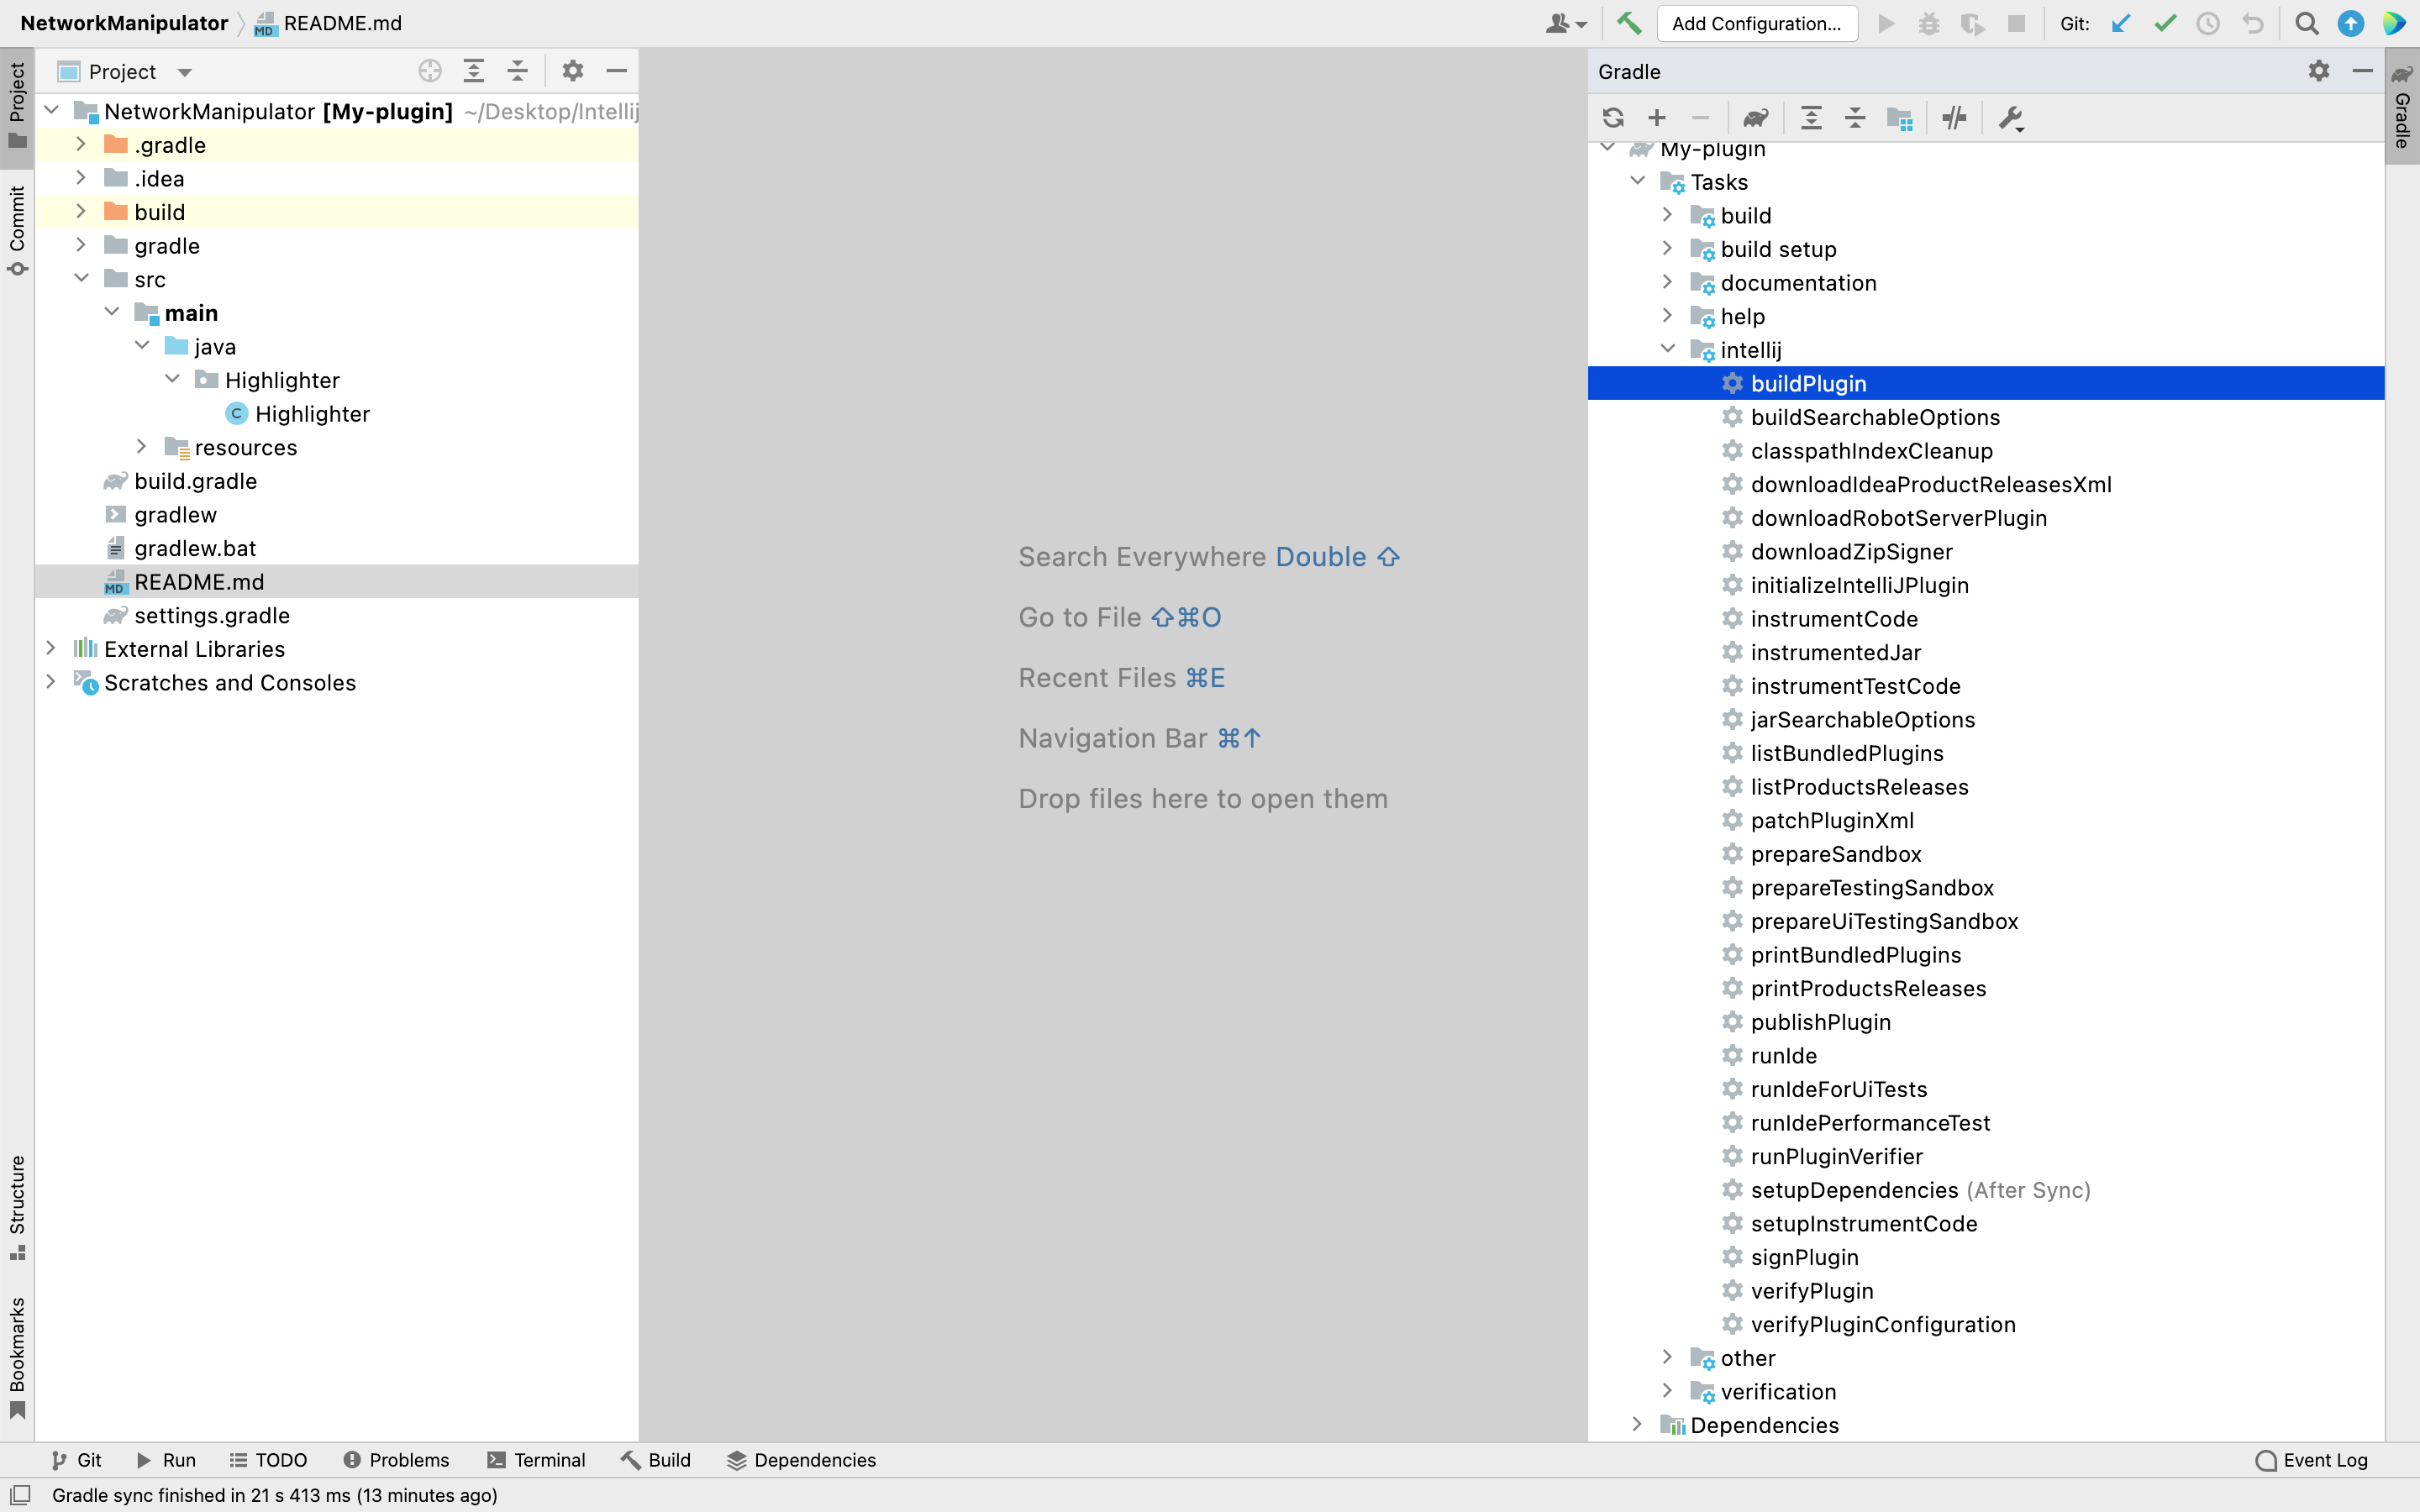 NetworkManipulator
README.md
Add Configuration...
Git:
Project
Commit
Structure
Bookmarks
Project
NetworkManipulator [My-plugin] ~/Desktop/Intellij
.gradle
.idea
build
gradle
src
main
java
Highlighter
Highlighter
resources
build.gradle
gradlew
gradlew.bat
README.md
settings.gradle
External Libraries
Scratches and Consoles
Search Everywhere Double ⇧
Go to File ⇧⌘O
Recent Files ⌘E
Navigation Bar ⌘↑
Drop files here to open them
Gradle
My-plugin
Tasks
build
build setup
documentation
help
intellij
buildPlugin
buildSearchableOptions
classpathIndexCleanup
downloadIdeaProductReleasesXml
downloadRobotServerPlugin
downloadZipSigner
initializeIntelliJPlugin
instrumentCode
instrumentedJar
instrumentTestCode
jarSearchableOptions
listBundledPlugins
listProductsReleases
patchPluginXml
prepareSandbox
prepareTestingSandbox
prepareUiTestingSandbox
printBundledPlugins
printProductsReleases
publishPlugin
runIde
runIdeForUiTests
runIdePerformanceTest
runPluginVerifier
setupDependencies (After Sync)
setupInstrumentCode
signPlugin
verifyPlugin
verifyPluginConfiguration
other
verification
Dependencies
Gradle
Git
Run
TODO
Problems
Terminal
Build
Dependencies
Event Log
Gradle sync finished in 21 s 413 ms (13 minutes ago)